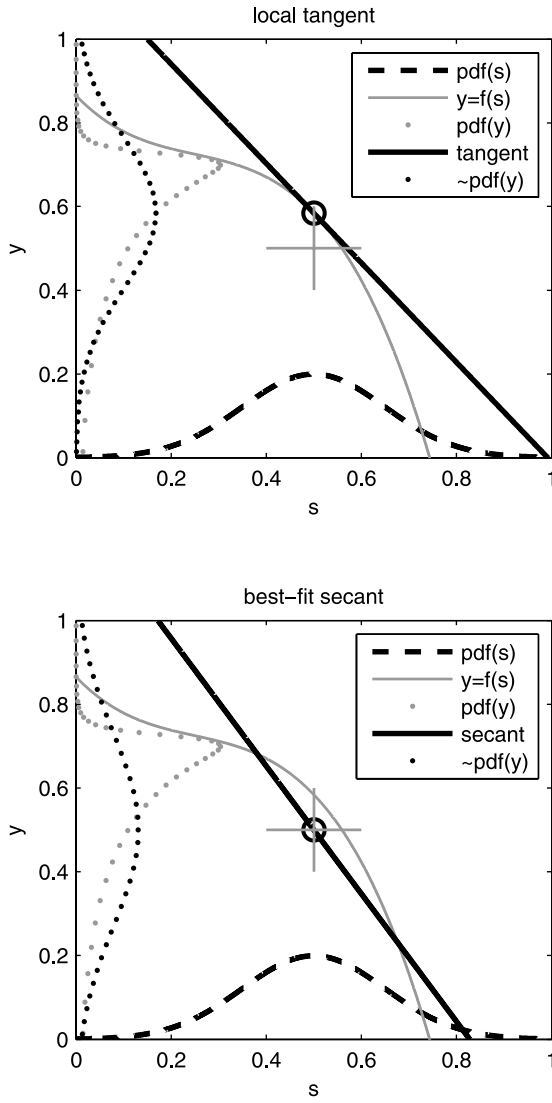 local tangent
1
0.8
0.6
0.4
0.2
0
y
pdf(s)
y=f(s)
pdf(y)
tangent
~pdf(y)
0 0.2 0.4 0.6 0.8 1
s
best-fit secant
1
0.8
0.6
0.4
0.2
0
y
pdf(s)
y=f(s)
pdf(y)
secant
~pdf(y)
0 0.2 0.4 0.6 0.8 1
s